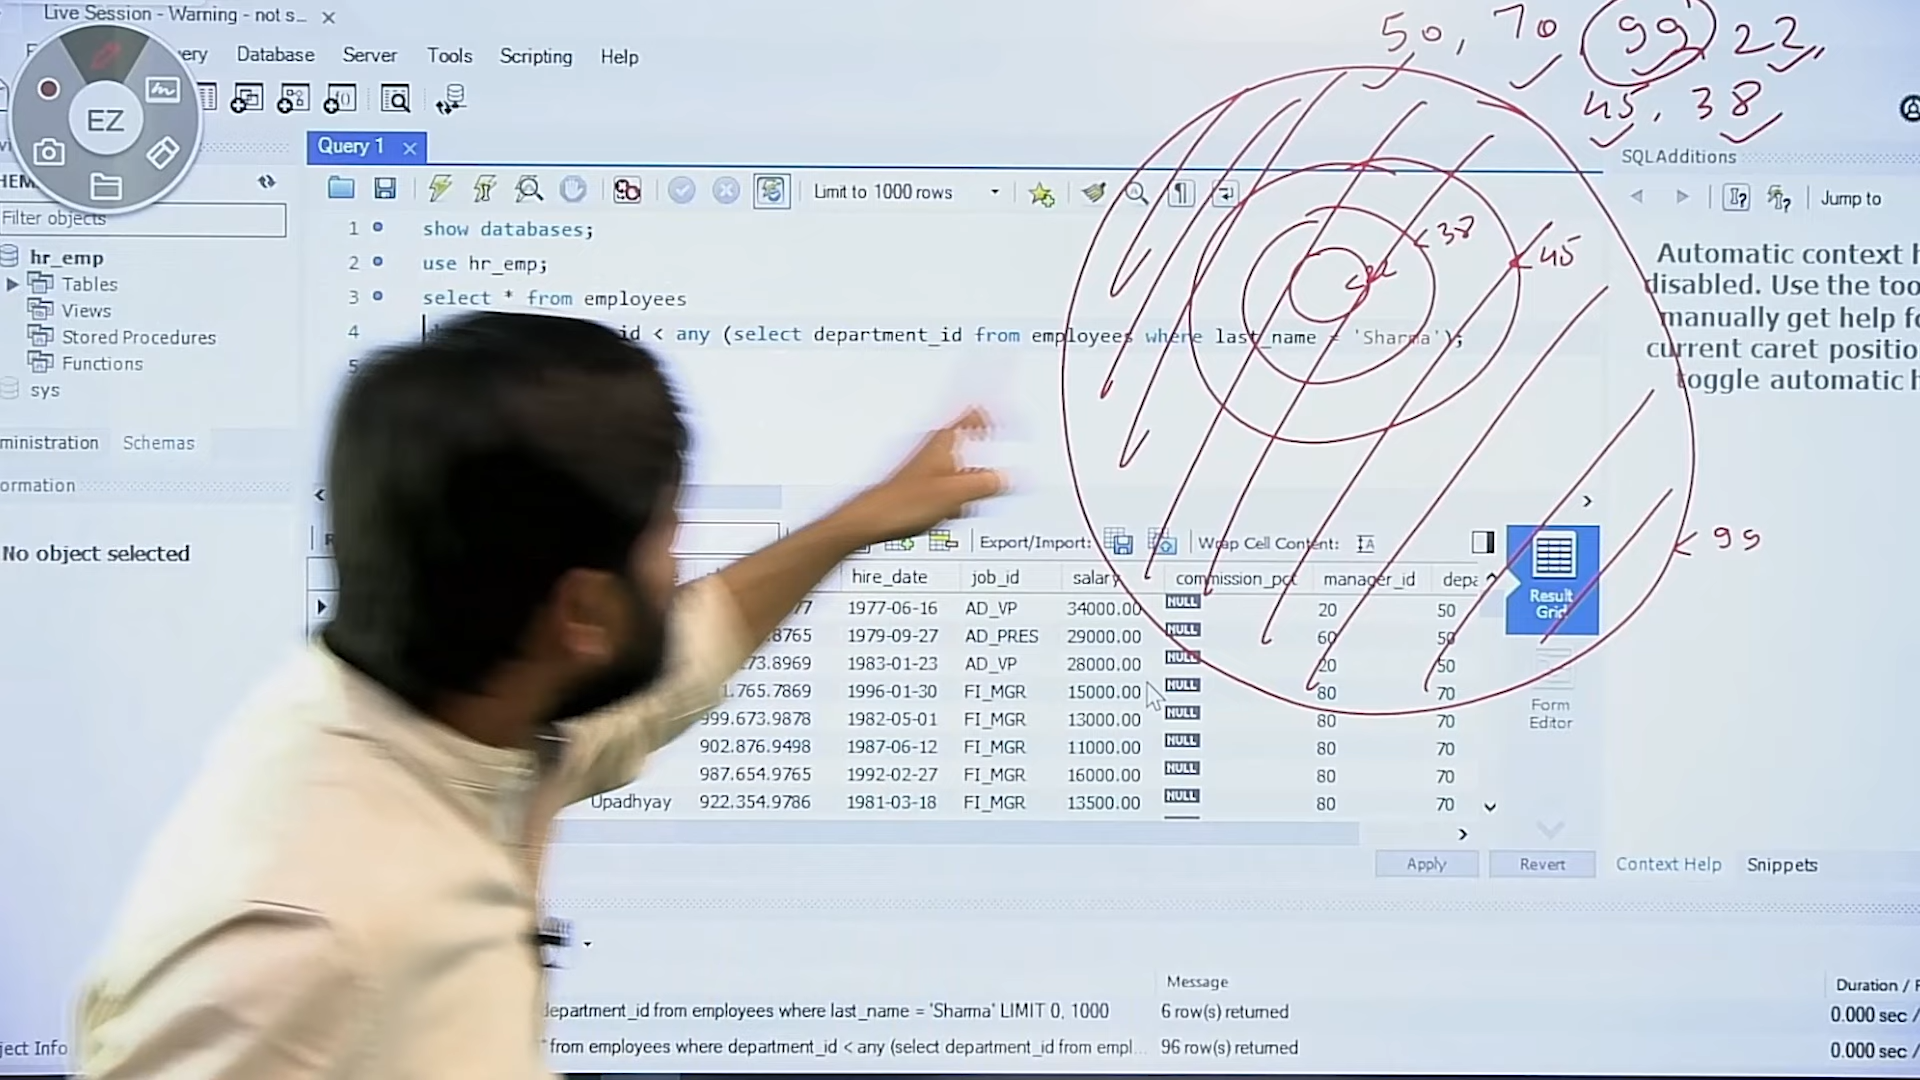 Live Session - Warning - not s...
50, 70 99 22
45, 38
ery Database Server Tools Scripting Help
EZ
Query 1
SQLAdditions
Limit to 1000 rows
Jump to
Filter objects
1 show databases;
2 use hr_emp;
3 select * from employees
4 id < any (select department_id from employees where last_name = 'Sharma');
5
hr_emp
Tables
Views
Stored Procedures
Functions
sys
ministration Schemas
ormation
No object selected
ject Info
<38
<45
<22
<99
Automatic context h
disabled. Use the too
manually get help fo
current caret positio
toggle automatic h
Export/Import: Wrap Cell Content:
hire_date job_id salary commission_pct manager_id depa
77 1977-06-16 AD_VP 34000.00 NULL 20 50
.8765 1979-09-27 AD_PRES 29000.00 NULL 60 50
73.8969 1983-01-23 AD_VP 28000.00 NULL 20 50
1.765.7869 1996-01-30 FI_MGR 15000.00 NULL 80 70
999.673.9878 1982-05-01 FI_MGR 13000.00 NULL 80 70
902.876.9498 1987-06-12 FI_MGR 11000.00 NULL 80 70
987.654.9765 1992-02-27 FI_MGR 16000.00 NULL 80 70
Upadhyay 922.354.9786 1981-03-18 FI_MGR 13500.00 NULL 80 70
Result
Grid
Form
Editor
Apply Revert Context Help Snippets
Message Duration / F
department_id from employees where last_name = 'Sharma' LIMIT 0, 1000 6 row(s) returned 0.000 sec /
* from employees where department_id < any (select department_id from empl... 96 row(s) returned 0.000 sec /